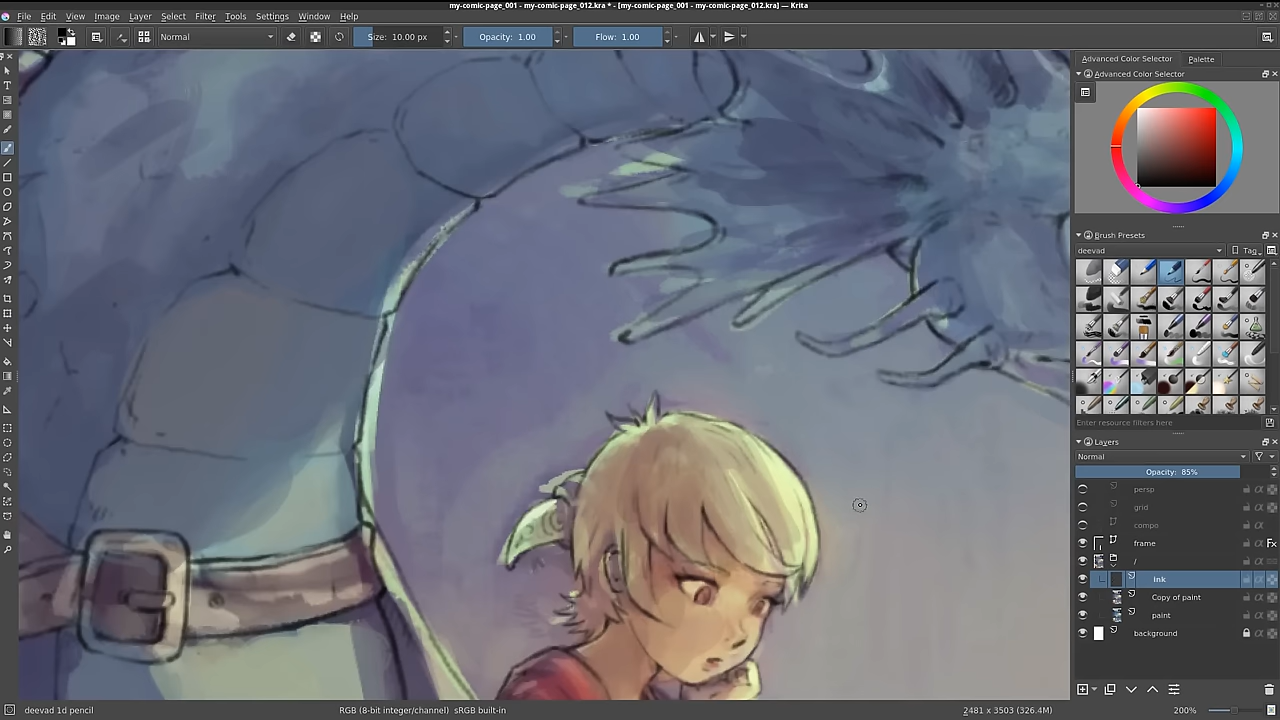 my-comic-page_001 - my-comic-page_012.kra * - [my-comic-page_001 - my-comic-page_012.kra] — Krita
File Edit View Image Layer Select Filter Tools Settings Window Help
Normal Size: 10.00 px Opacity: 1.00 Flow: 1.00
Advanced Color Selector Palette
Advanced Color Selector
Brush Presets
deevad Tag
Enter resource filters here
Layers
Normal
Opacity: 85%
persp
grid
compo
frame Fx
/
ink
Copy of paint
paint
background
deevad 1d pencil RGB (8-bit integer/channel) sRGB built-in 2481 x 3503 (326.4M) 200%